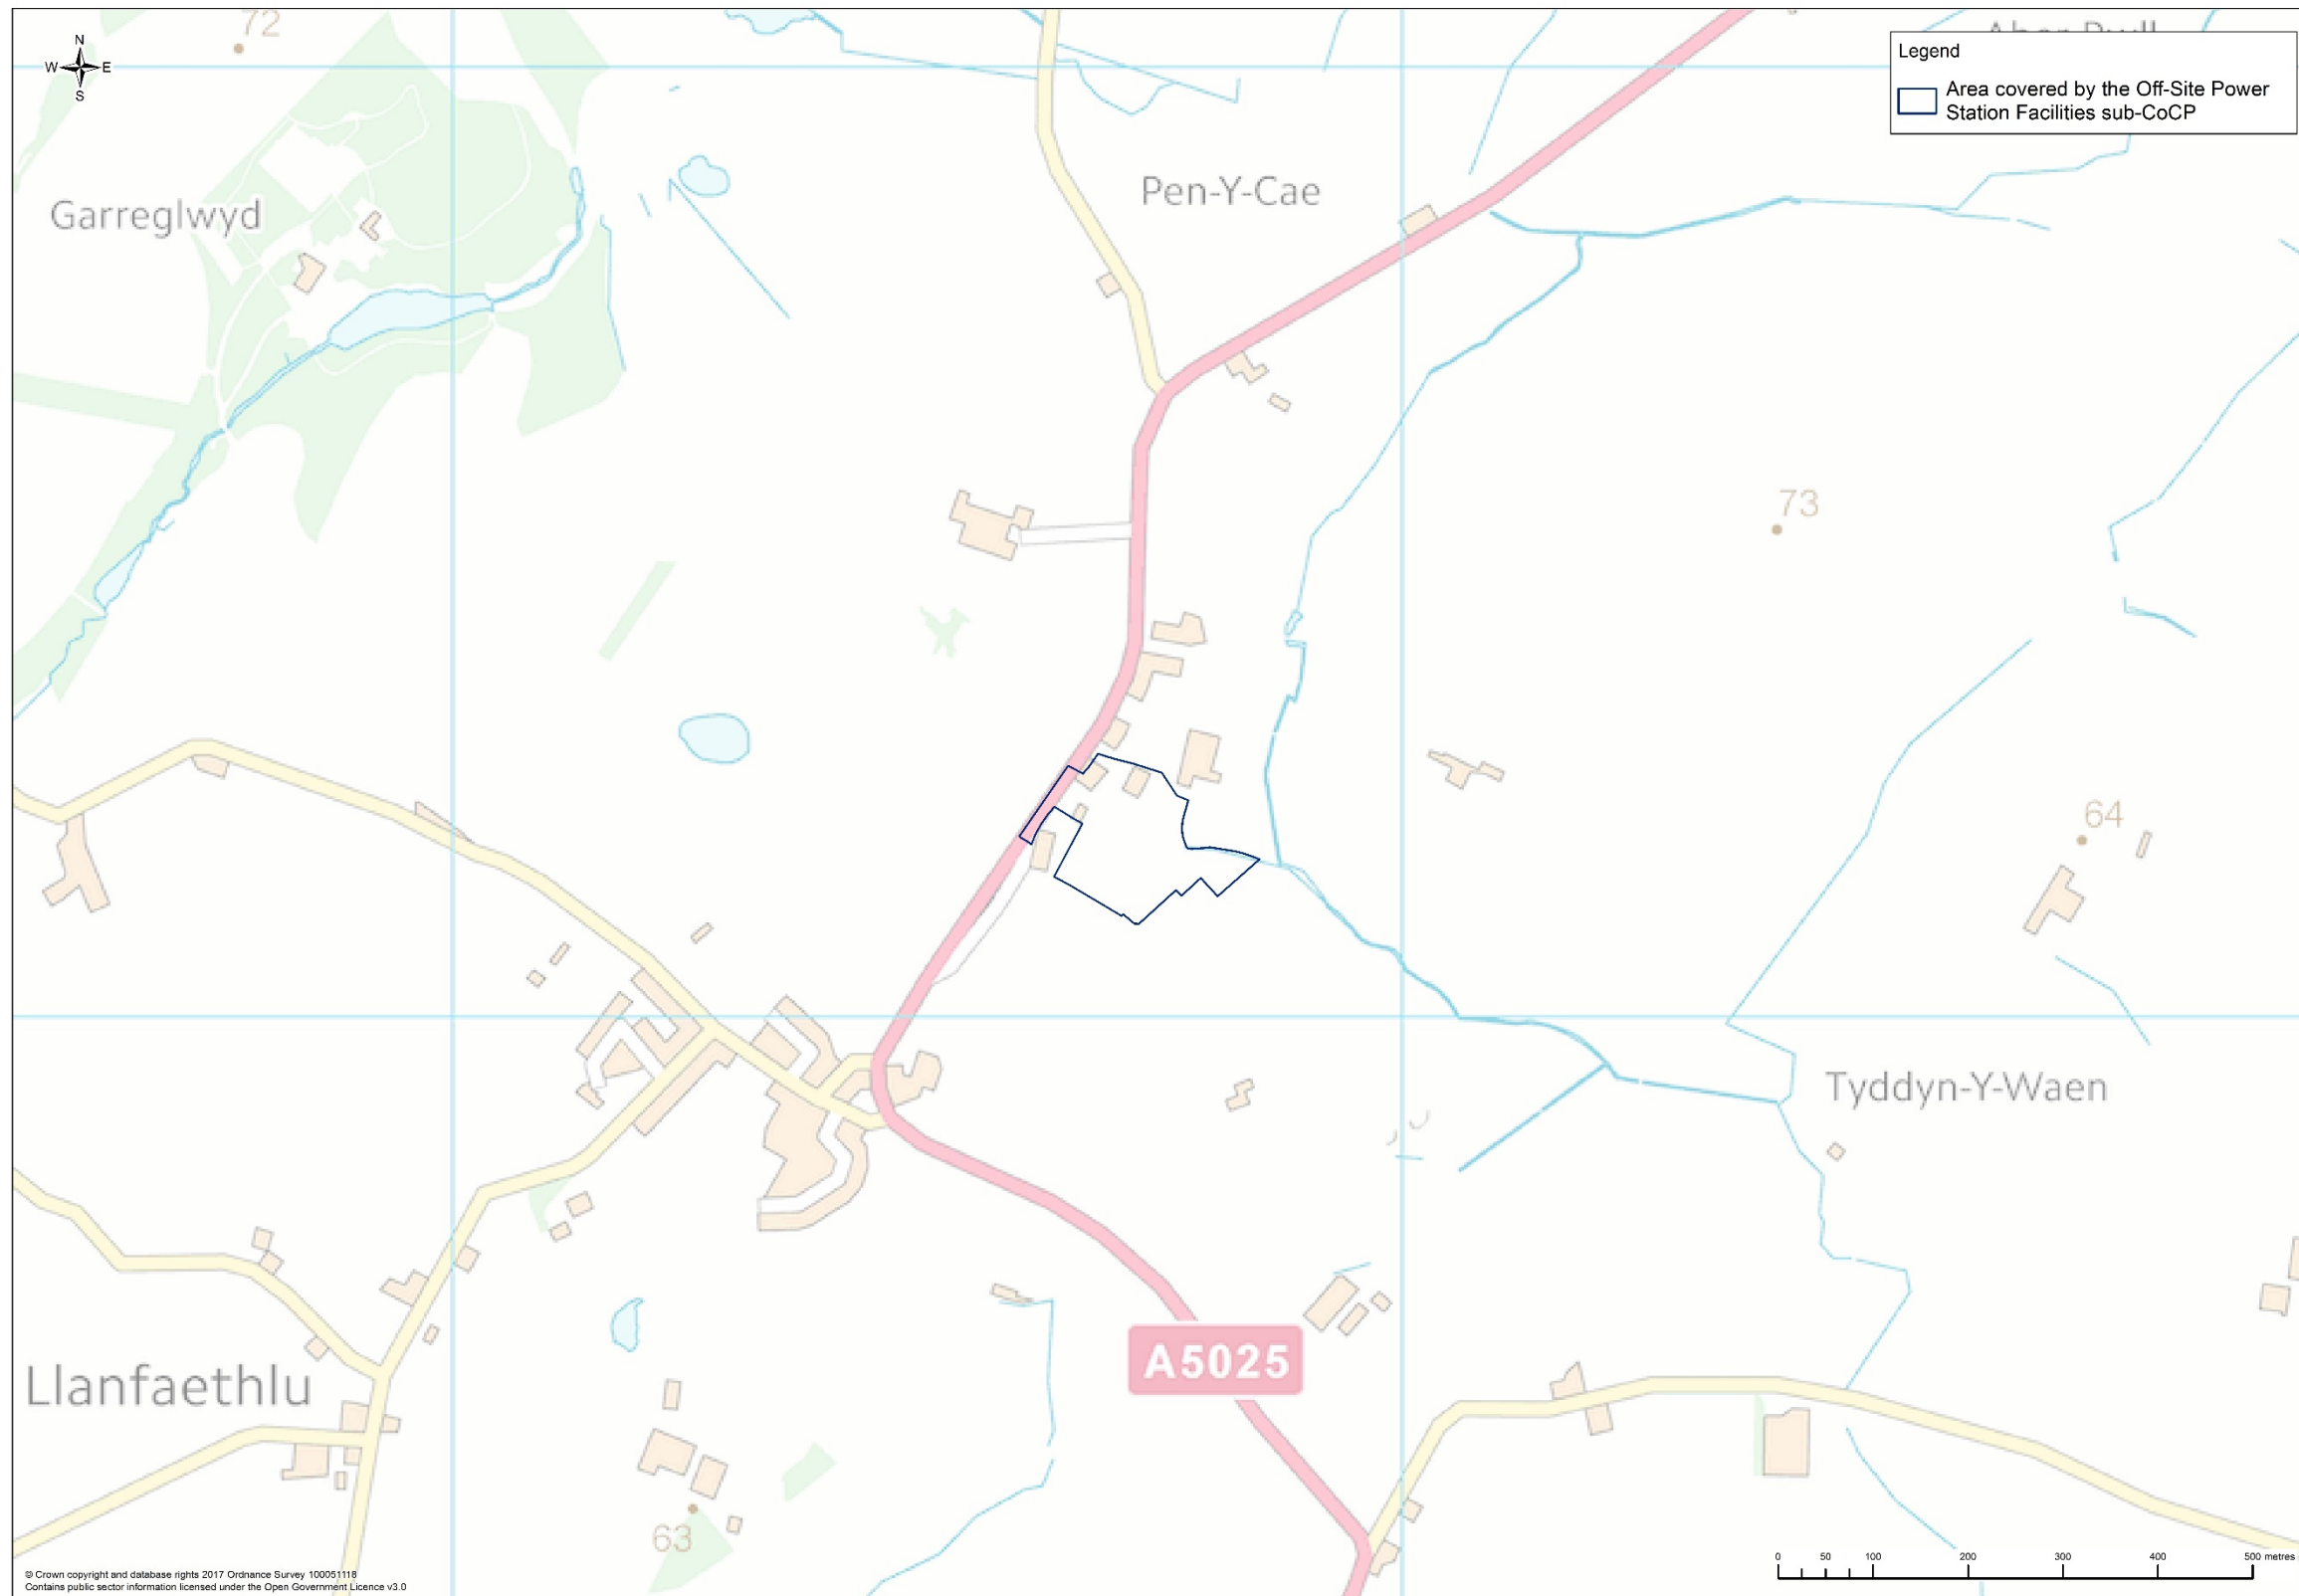 72
N
W E
S
Legend
Area covered by the Off-Site Power
Station Facilities sub-CoCP
Pen-Y-Cae
Garreglwyd
73
64
Tyddyn-Y-Waen
A5025
Llanfaethlu
63
0 50 100 200 300 400 500 metres
© Crown copyright and database rights 2017 Ordnance Survey 100051118
Contains public sector information licensed under the Open Government Licence v3.0